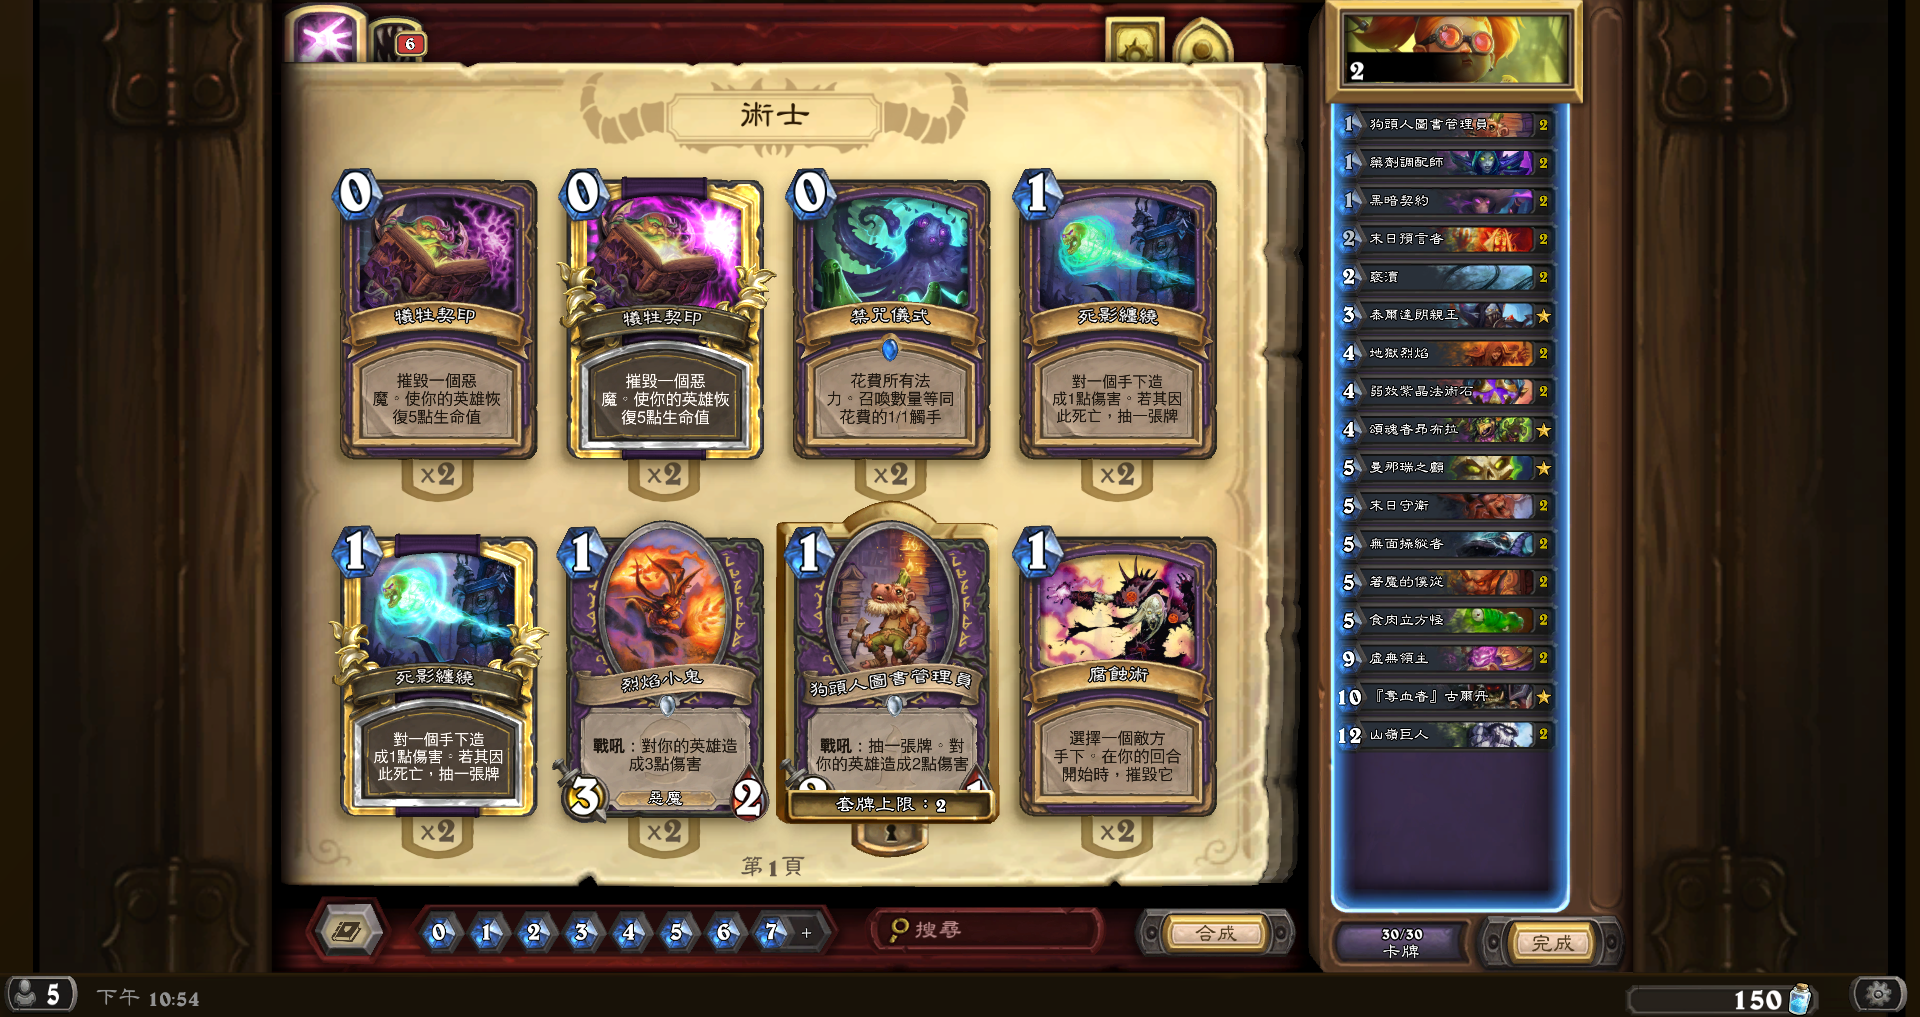 6
2
術士
0
0
0
1
犧牲契印
犧牲契印
禁咒儀式
死影纏繞
摧毀一個惡
魔。使你的英雄恢
復5點生命值
摧毀一個惡
魔。使你的英雄恢
復5點生命值
花費所有法
力。召喚數量等同
花費的1/1觸手
對一個手下造
成1點傷害。若其因
此死亡，抽一張牌
×2
×2
×2
×2
1
1
1
1
死影纏繞
烈焰小鬼
狗頭人圖書管理員
腐蝕術
對一個手下造
成1點傷害。若其因
此死亡，抽一張牌
戰吼：對你的英雄造
成3點傷害
3
惡魔
2
戰吼：抽一張牌。對
你的英雄造成2點傷害
套牌上限：2
選擇一個敵方
手下。在你的回合
開始時，摧毀它
×2
×2
×2
第1頁
0 1 2 3 4 5 6 7 +
搜尋
合成
1 狗頭人圖書管理員 2
1 藥劑調配師 2
1 黑暗契約 2
2 末日預言者 2
2 褻瀆 2
3 泰爾達朗親王
4 地獄烈焰 2
4 弱效紫晶法術石 2
4 頌魂者昂布拉
5 曼那瑞之顱
5 末日守衛 2
5 無面操縱者 2
5 著魔的僕從 2
5 食肉立方怪 2
9 虛無領主 2
10 『奪血者』古爾丹
12 山嶺巨人 2
30/30
卡牌
完成
5
下午 10:54
150